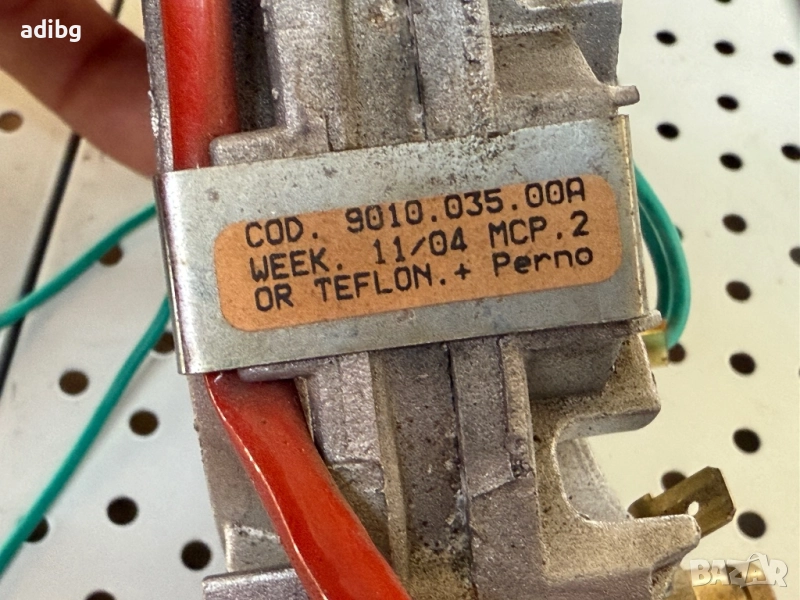 adibg
COD. 9010.035.00A
WEEK. 11/04 MCP.2
OR TEFLON.+ Perno
BAZAR